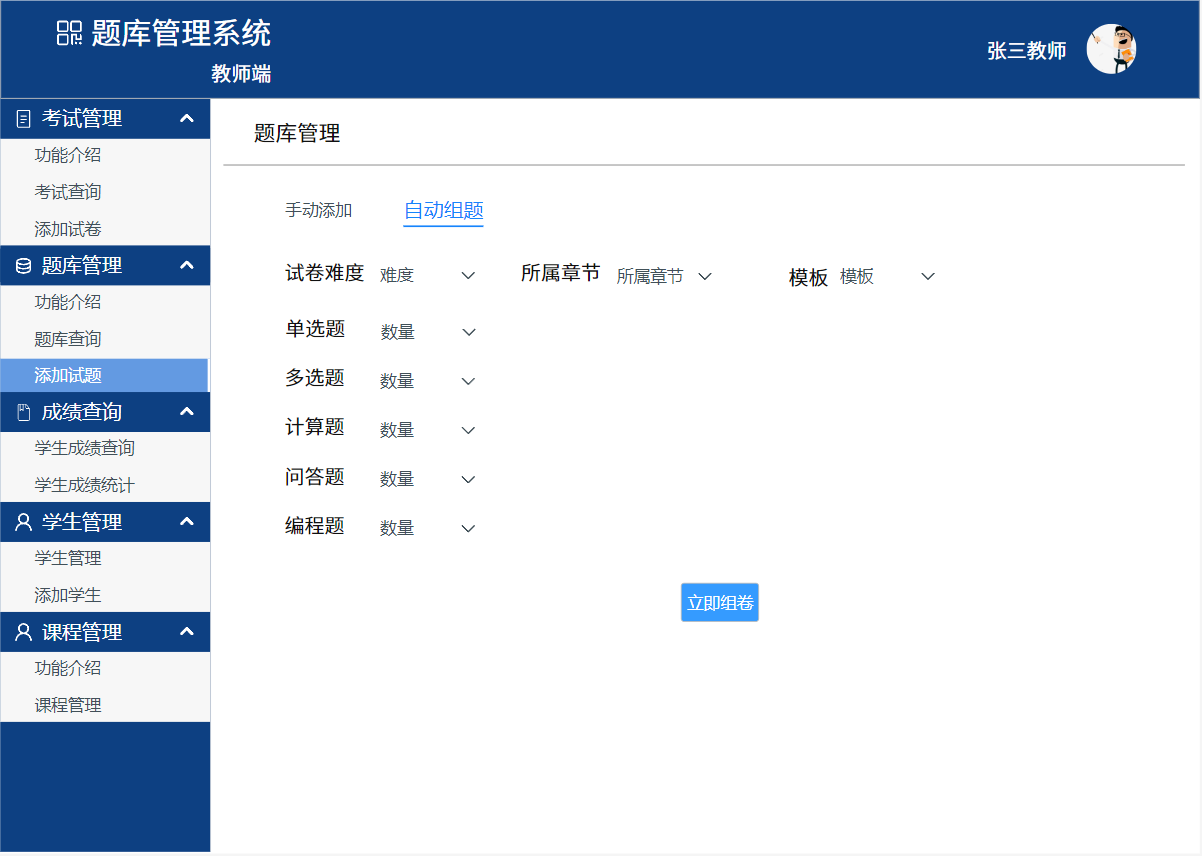 题库管理系统
教师端
张三教师
考试管理
功能介绍
考试查询
添加试卷
题库管理
功能介绍
题库查询
添加试题
成绩查询
学生成绩查询
学生成绩统计
学生管理
学生管理
添加学生
课程管理
功能介绍
课程管理
题库管理
手动添加 自动组题
试卷难度 难度 所属章节 所属章节 模板 模板
单选题 数量
多选题 数量
计算题 数量
问答题 数量
编程题 数量
立即组卷